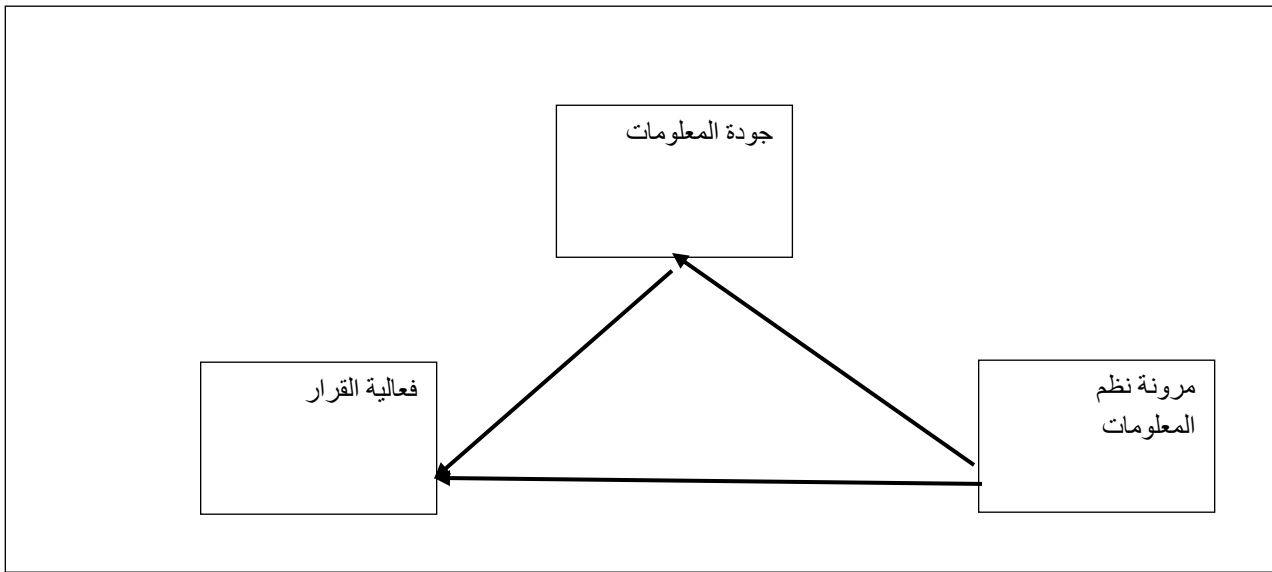 جودة المعلومات
مرونة نظم
المعلومات
فعالية القرار